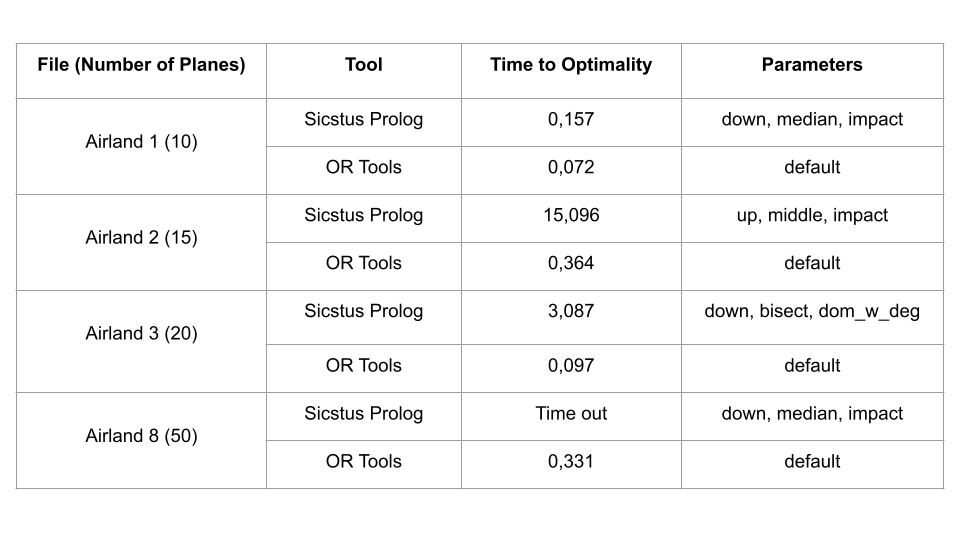 File (Number of Planes) Tool Time to Optimality Parameters
Airland 1 (10)
Sicstus Prolog 0,157 down, median, impact
OR Tools 0,072 default
Airland 2 (15)
Sicstus Prolog 15,096 up, middle, impact
OR Tools 0,364 default
Airland 3 (20)
Sicstus Prolog 3,087 down, bisect, dom_w_deg
OR Tools 0,097 default
Airland 8 (50)
Sicstus Prolog Time out down, median, impact
OR Tools 0,331 default